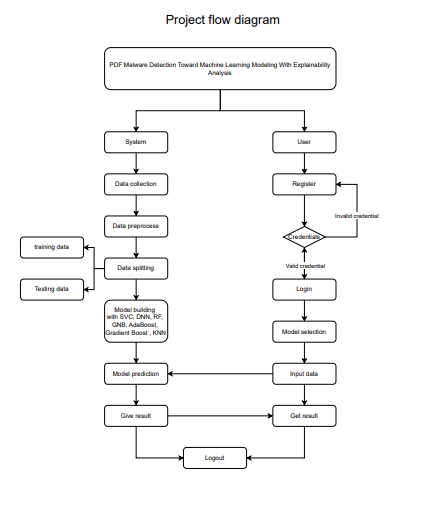 Project flow diagram
PDF Malware Detection Toward Machine Learning Modeling With Explainability
Analysis
System
User
Data collection
Register
Invalid credential
Data preprocess
Credentials
training data
Data splitting
Valid credential
Testing data
Login
Model building
with SVC, DNN, RF,
GNB, AdaBoost,
Gradient Boost , KNN
Model selection
Model prediction
Input data
Give result
Get result
Logout